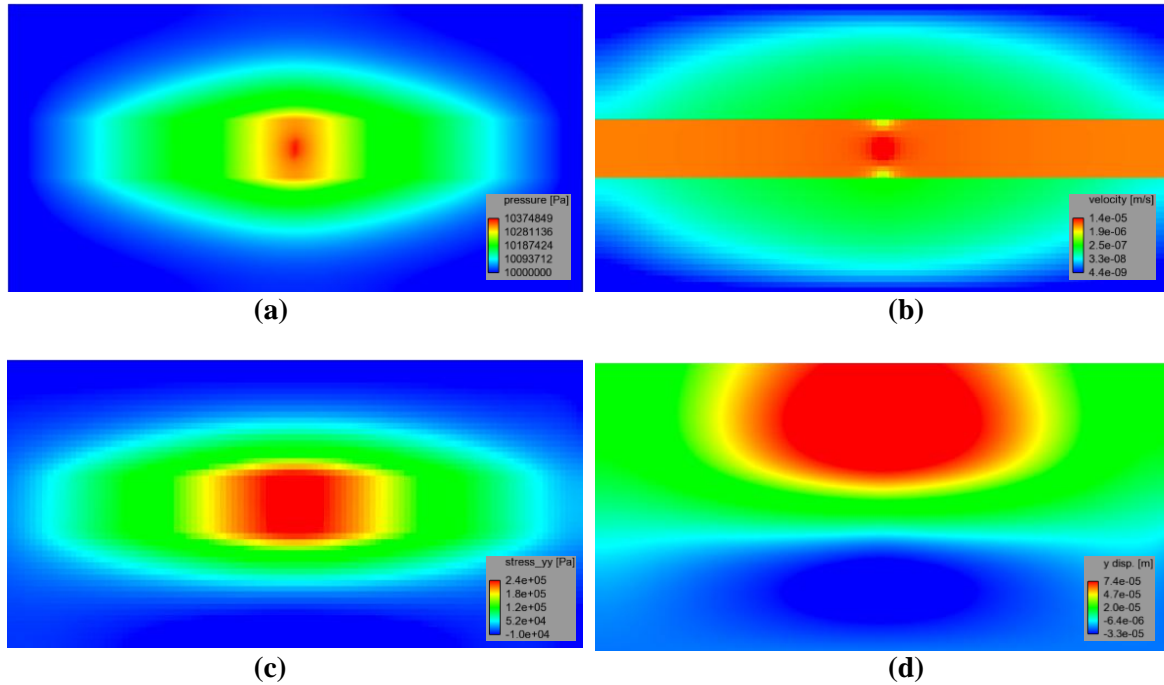 pressure [Pa]
10374849
10281136
10187424
10093712
10000000
(a)
velocity [m/s]
1.4e-05
1.9e-06
2.5e-07
3.3e-08
4.4e-09
(b)
stress_yy [Pa]
2.4e+05
1.8e+05
1.2e+05
5.2e+04
-1.0e+04
(c)
y disp. [m]
7.4e-05
4.7e-05
2.0e-05
-6.4e-06
-3.3e-05
(d)